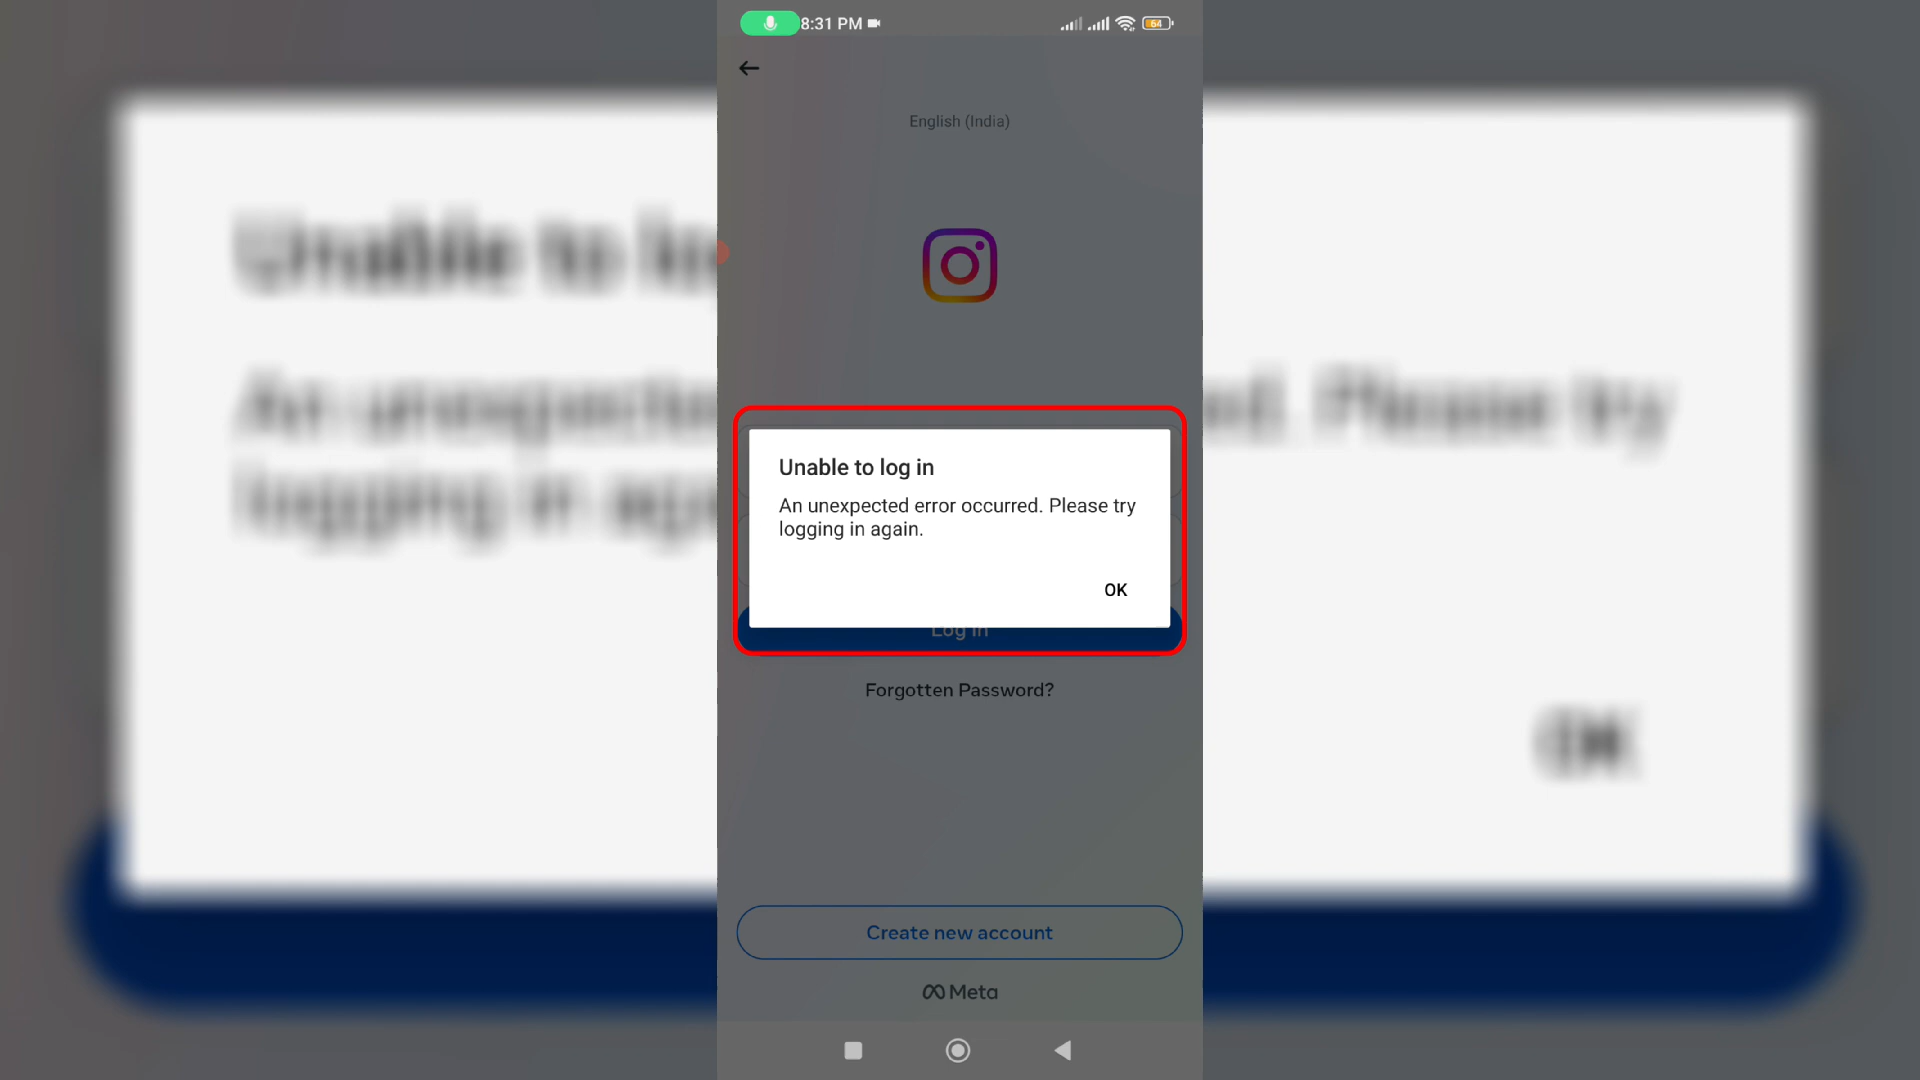 8:31 PM
54
English (India)
Unable to log in
An unexpected error occurred. Please try
logging in again.
OK
Log in
Forgotten Password?
Create new account
Meta